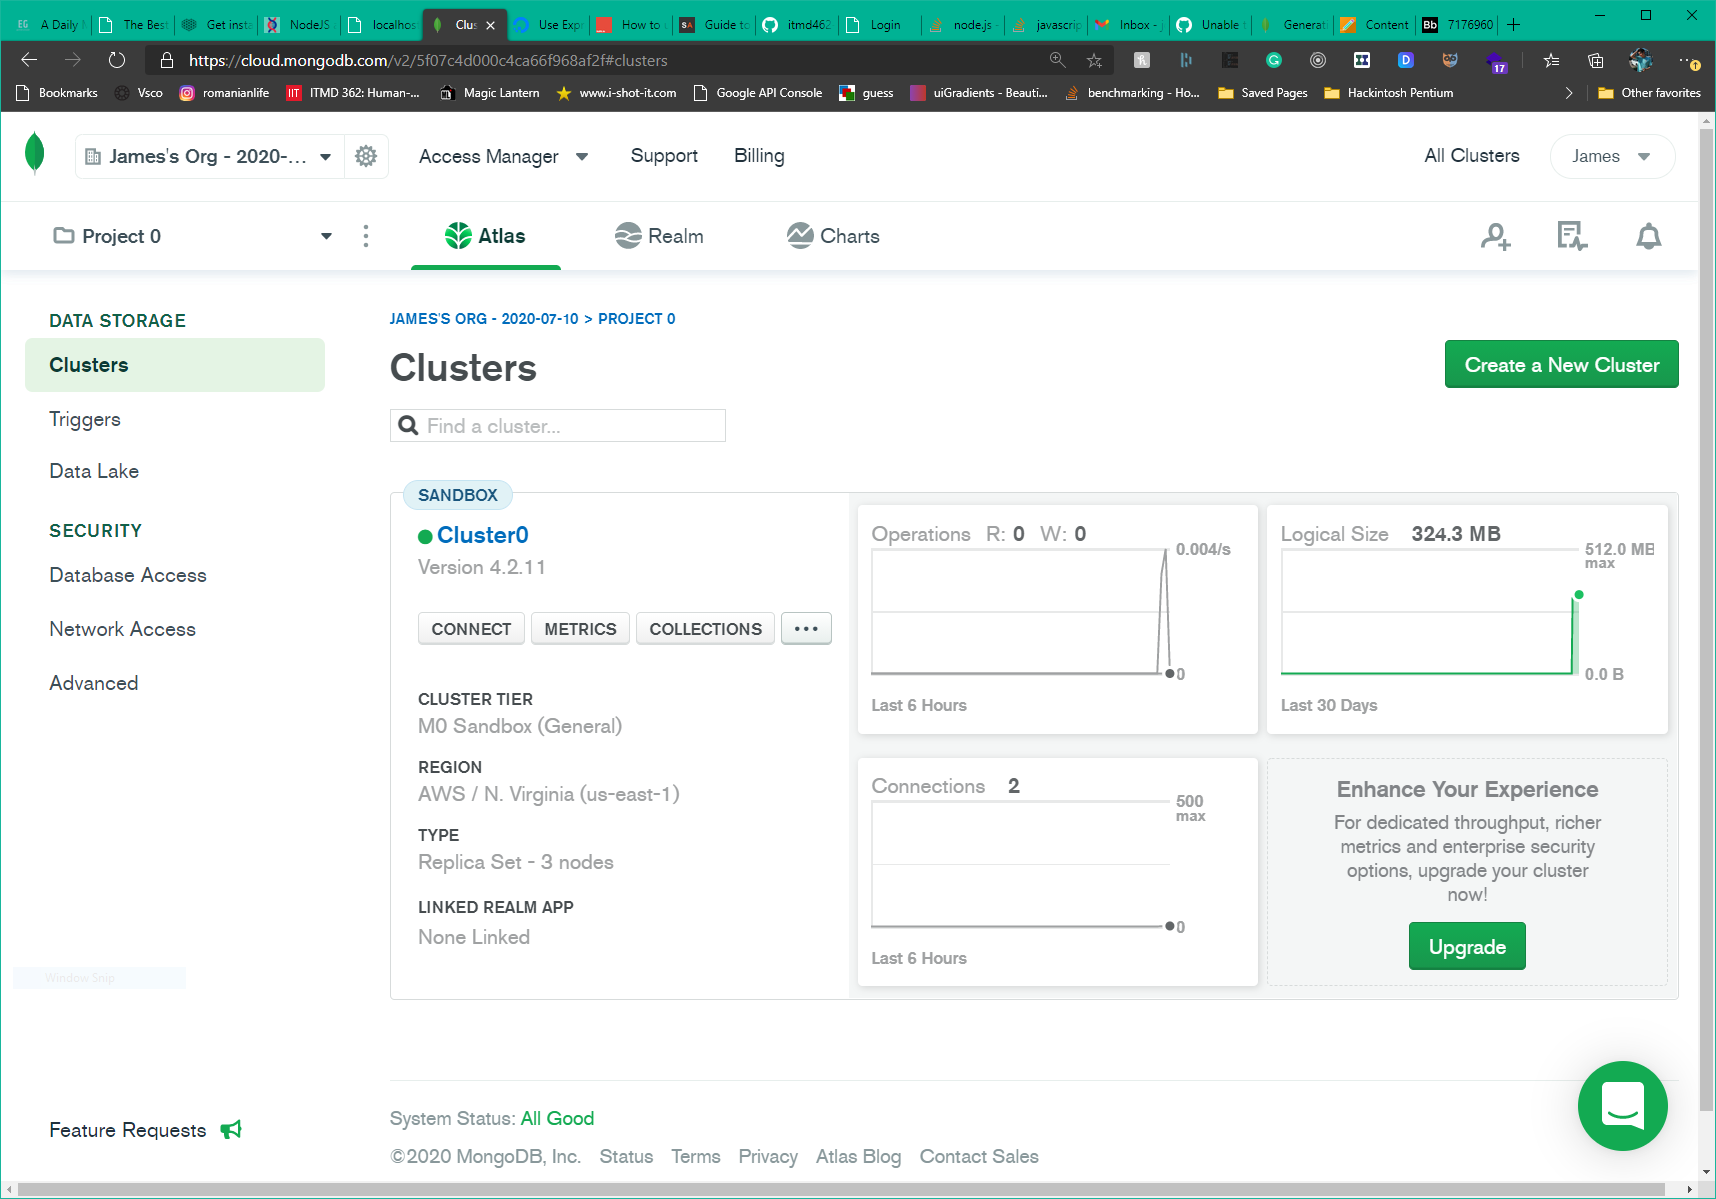 EG A Daily
The Best
Get insta
NodeJS
localhos
Clus
Use Exp
How to
SA Guide to
itmd462
Login
node.js -
javascrip
Inbox - j
Unable t
Generati
Content
Bb 7176960
https://cloud.mongodb.com/v2/5f07c4d000c4ca66f968af2f#clusters
17
Bookmarks
Vsco
romanianlife
IIT ITMD 362: Human-...
Magic Lantern
www.i-shot-it.com
Google API Console
guess
uiGradients - Beauti...
benchmarking - Ho...
Saved Pages
Hackintosh Pentium
Other favorites
James's Org - 2020-...
Access Manager
Support
Billing
All Clusters
James
Project 0
Atlas
Realm
Charts
DATA STORAGE
Clusters
Triggers
Data Lake
SECURITY
Database Access
Network Access
Advanced
Window Snip
Feature Requests
JAMES'S ORG - 2020-07-10 > PROJECT 0
Clusters
Create a New Cluster
Find a cluster...
SANDBOX
Cluster0
Version 4.2.11
CONNECT
METRICS
COLLECTIONS
...
CLUSTER TIER
M0 Sandbox (General)
REGION
AWS / N. Virginia (us-east-1)
TYPE
Replica Set - 3 nodes
LINKED REALM APP
None Linked
Operations R: 0 W: 0
0.004/s
0
Last 6 Hours
Logical Size 324.3 MB
512.0 MB
max
0.0 B
Last 30 Days
Connections 2
500
max
0
Last 6 Hours
Enhance Your Experience
For dedicated throughput, richer
metrics and enterprise security
options, upgrade your cluster
now!
Upgrade
System Status: All Good
©2020 MongoDB, Inc. Status Terms Privacy Atlas Blog Contact Sales